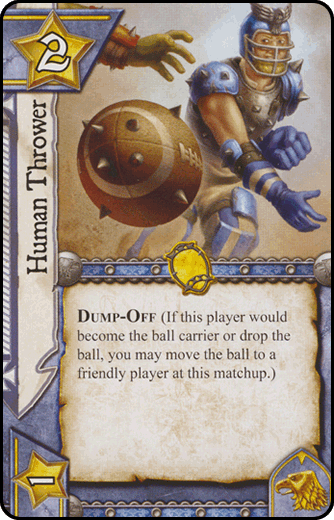 2
Human Thrower
DUMP-OFF (If this player would
become the ball carrier or drop the
ball, you may move the ball to a
friendly player at this matchup.)
1